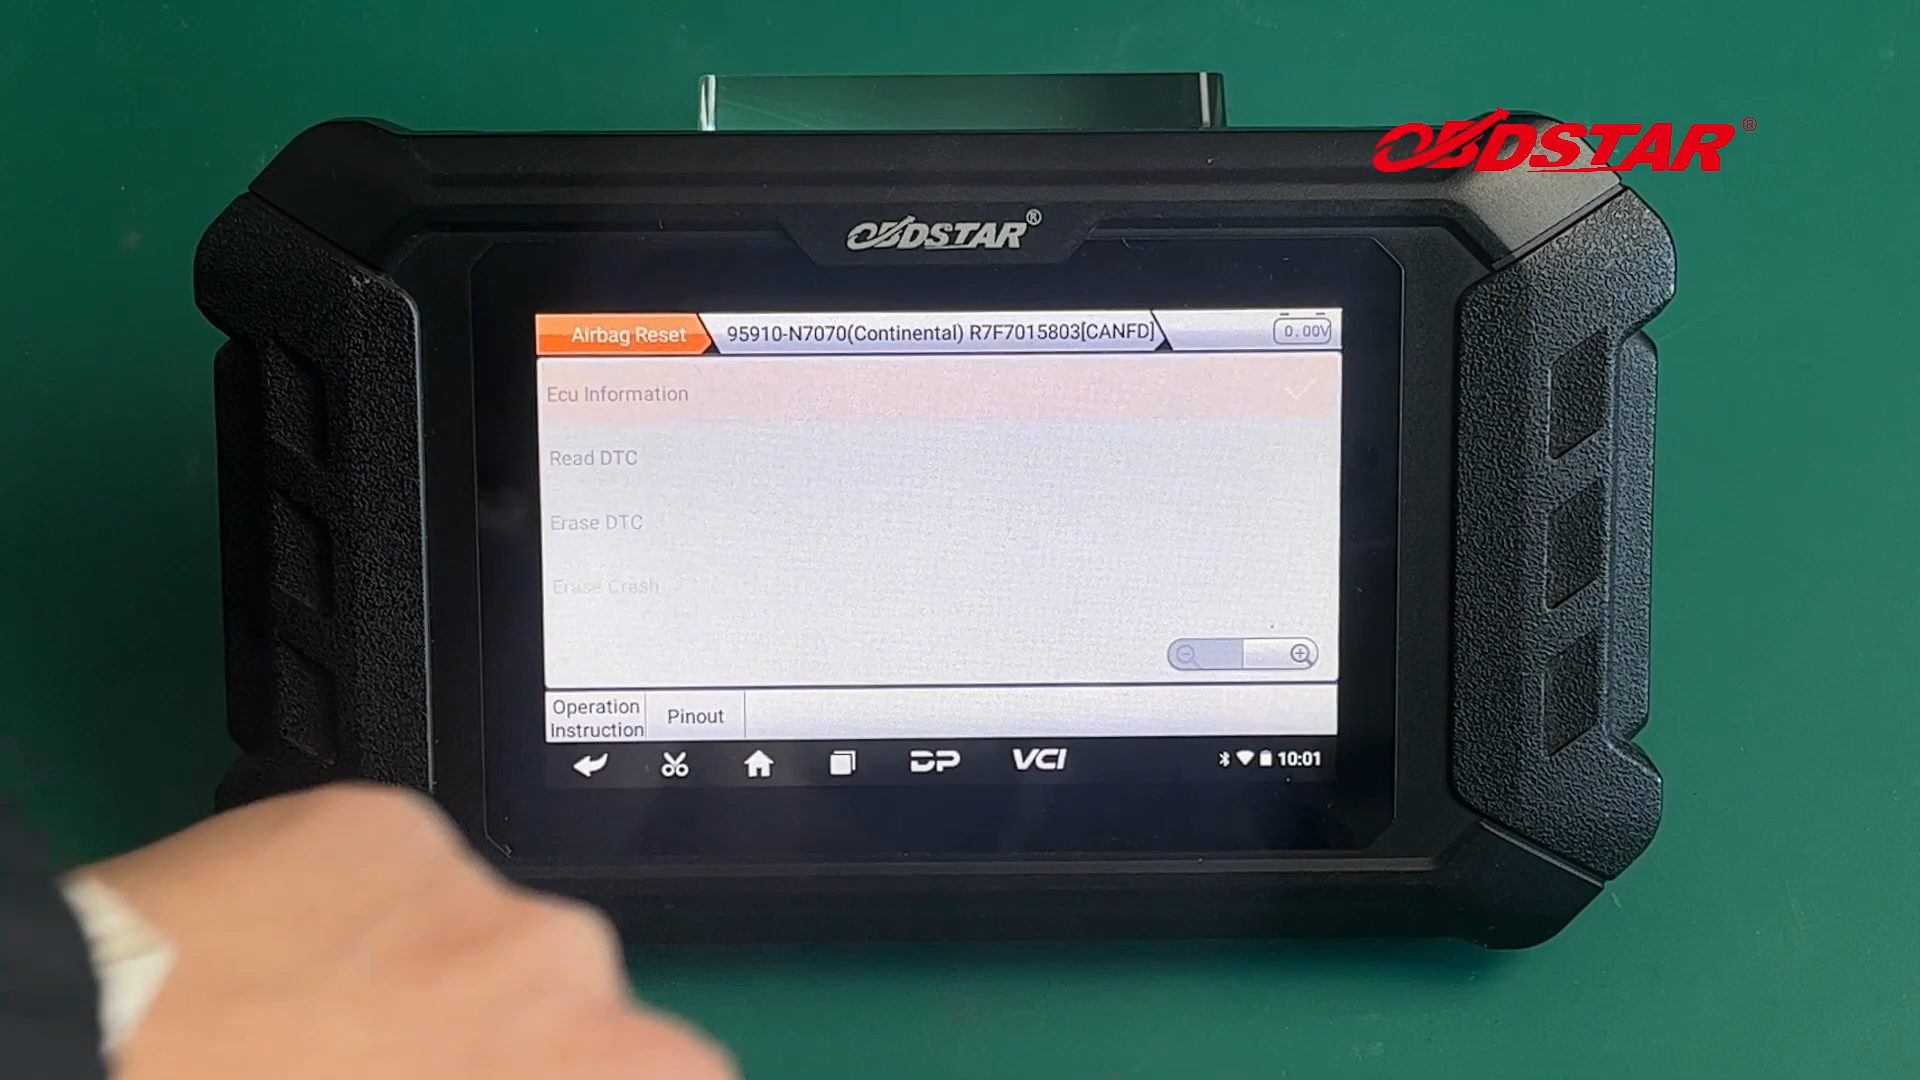 OBDSTAR®
OBDSTAR®
Airbag Reset
95910-N7070(Continental) R7F7015803[CANFD]
0.00V
Ecu Information
Read DTC
Erase DTC
Erase Crash
Operation
Instruction
Pinout
DP
VCI
10:01